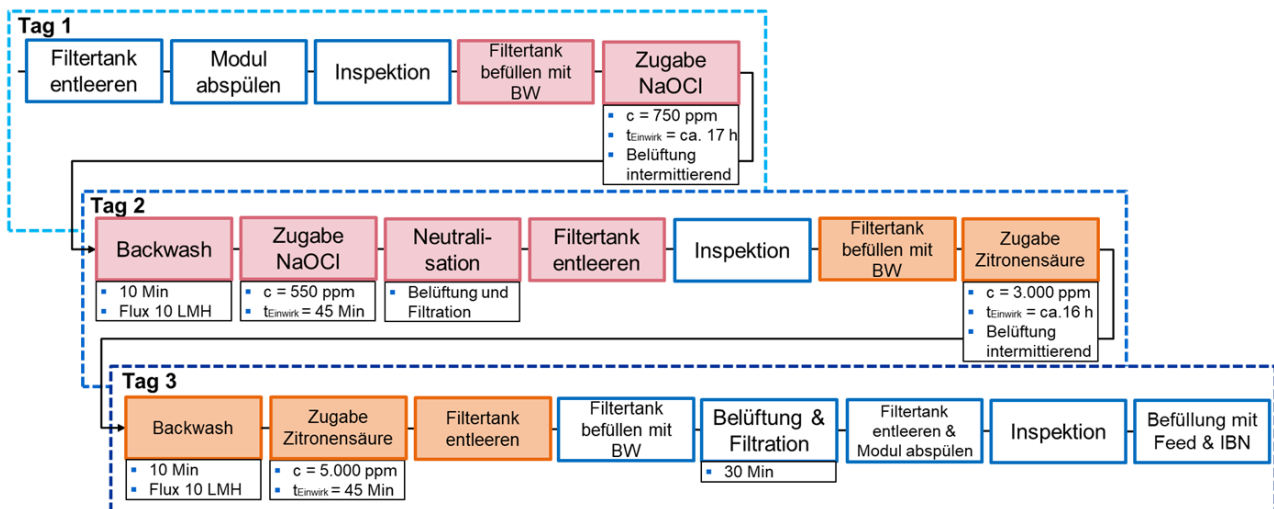 Tag 1
Filtertank
entleeren
Modul
abspülen
Inspektion
Filtertank
befüllen mit
BW
Zugabe
NaOCl
▪ c = 750 ppm
▪ tEinwirk = ca. 17 h
▪ Belüftung
intermittierend
Tag 2
Backwash
▪ 10 Min
▪ Flux 10 LMH
Zugabe
NaOCl
▪ c = 550 ppm
▪ tEinwirk = 45 Min
Neutrali-
sation
▪ Belüftung und
Filtration
Filtertank
entleeren
Inspektion
Filtertank
befüllen mit
BW
Zugabe
Zitronensäure
▪ c = 3.000 ppm
▪ tEinwirk = ca.16 h
▪ Belüftung
intermittierend
Tag 3
Backwash
▪ 10 Min
▪ Flux 10 LMH
Zugabe
Zitronensäure
▪ c = 5.000 ppm
▪ tEinwirk = 45 Min
Filtertank
entleeren
Filtertank
befüllen mit
BW
Belüftung &
Filtration
▪ 30 Min
Filtertank
entleeren &
Modul abspülen
Inspektion
Befüllung mit
Feed & IBN